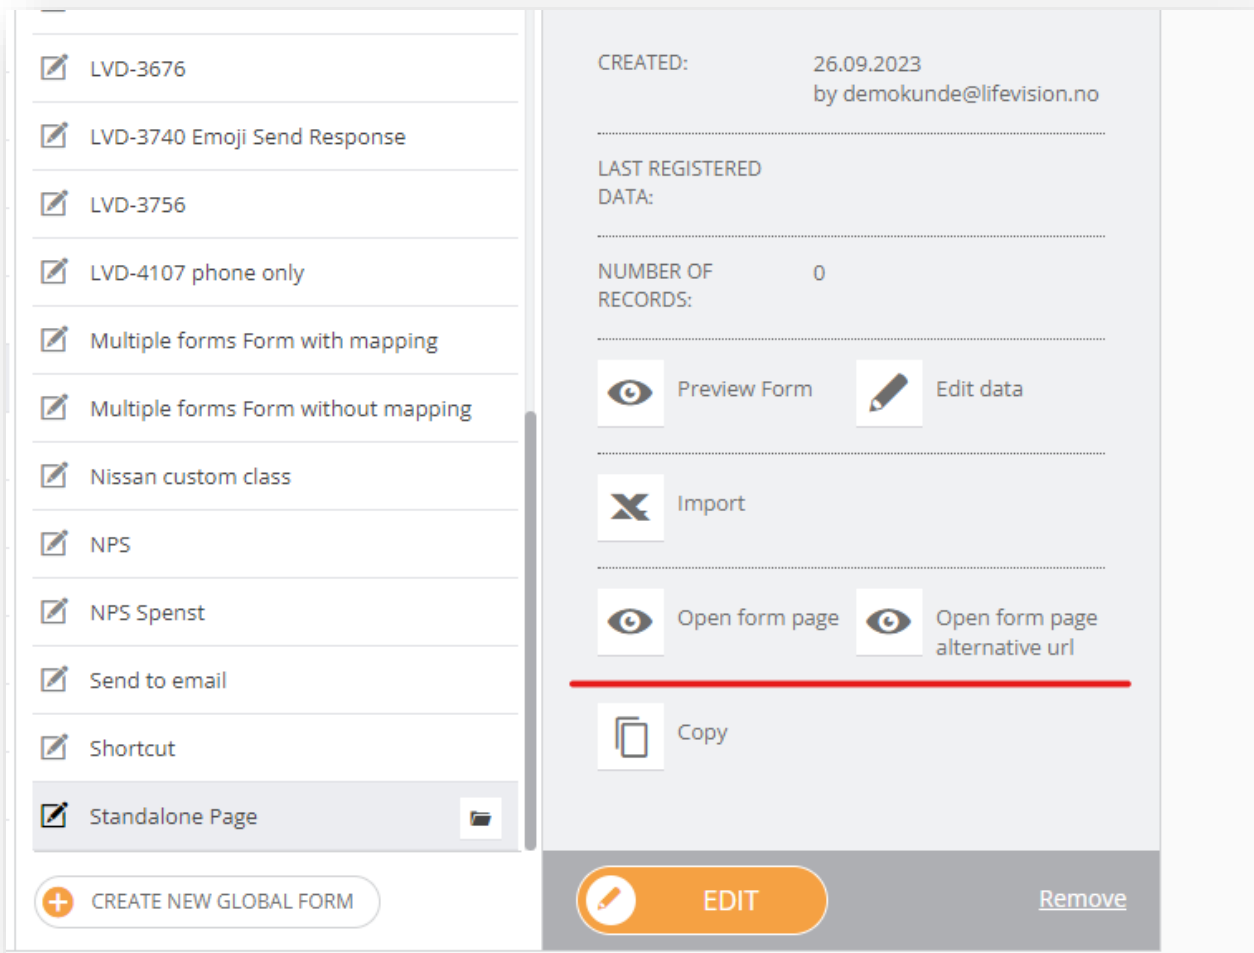 LVD-3676
LVD-3740 Emoji Send Response
LVD-3756
LVD-4107 phone only
Multiple forms Form with mapping
Multiple forms Form without mapping
Nissan custom class
NPS
NPS Spenst
Send to email
Shortcut
Standalone Page
CREATE NEW GLOBAL FORM
CREATED: 26.09.2023
by demokunde@lifevision.no
LAST REGISTERED
DATA:
NUMBER OF 0
RECORDS:
Preview Form Edit data
Import
Open form page Open form page
alternative url
Copy
EDIT Remove